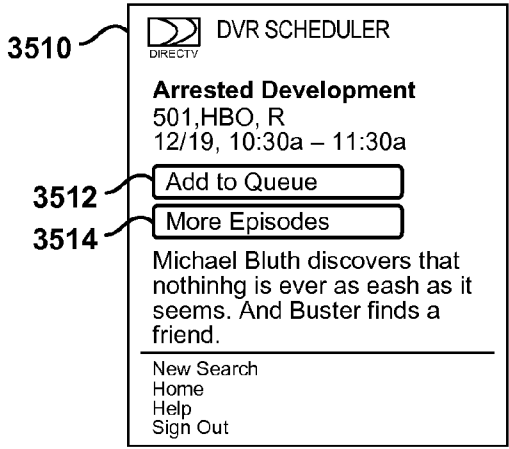 3510
DIRECTV
DVR SCHEDULER
Arrested Development
501,HBO, R
12/19, 10:30a – 11:30a
3512
Add to Queue
3514
More Episodes
Michael Bluth discovers that
nothinhg is ever as eash as it
seems. And Buster finds a
friend.
New Search
Home
Help
Sign Out